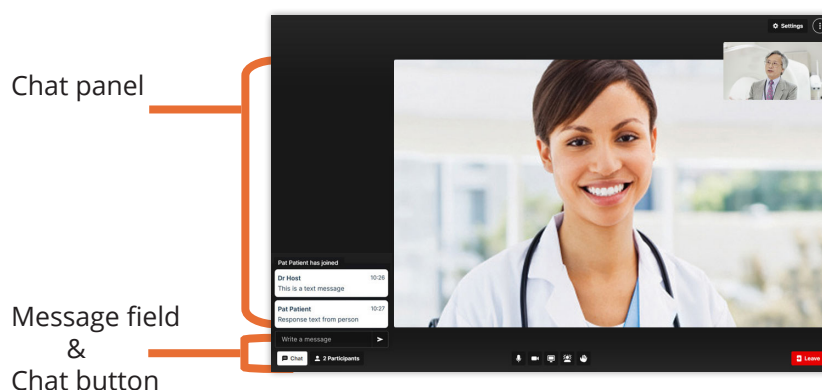 Settings
Chat panel
Pat Patient has joined
Dr Host 10:26
This is a text message
Pat Patient 10:27
Response text from person
Message field
&
Chat button
Write a message
Chat 2 Participants
Leave